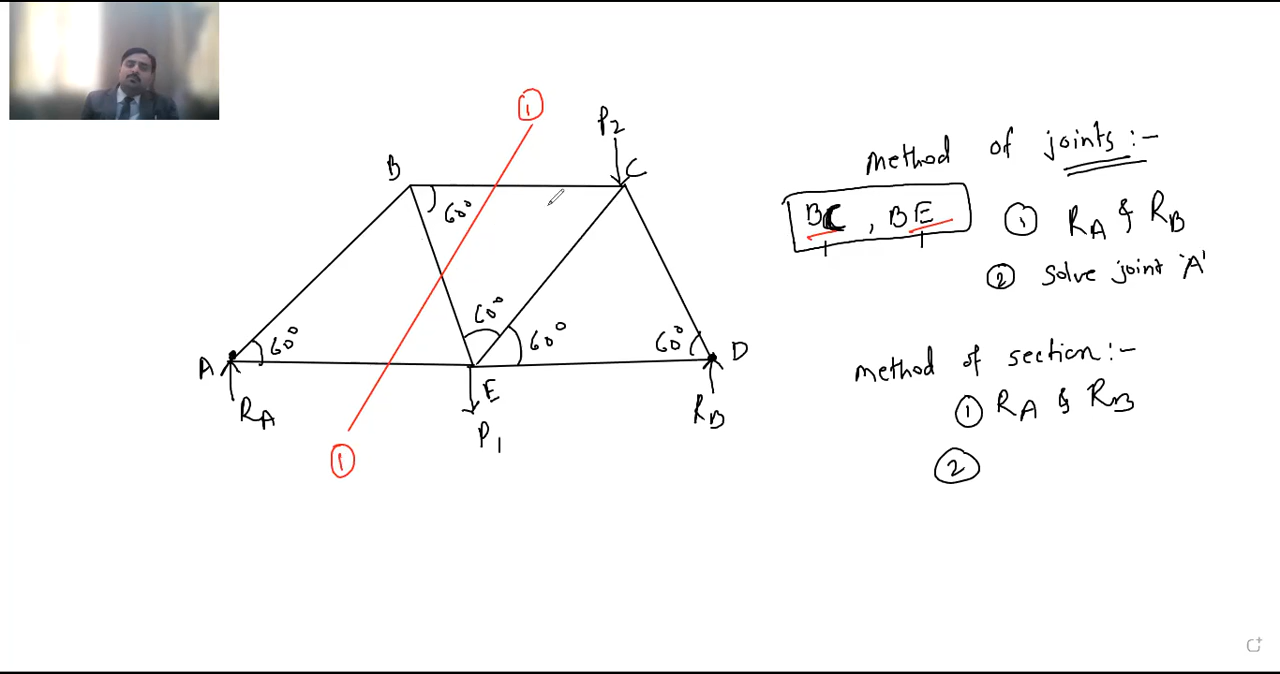 ①
P2
B
C
60°
60°
60°
60°
60°
A
E
D
RA
P1
RB
①
Method of joints :-
BC , BE
① RA & RB
② Solve joint 'A'
Method of section :-
① RA & RB
②